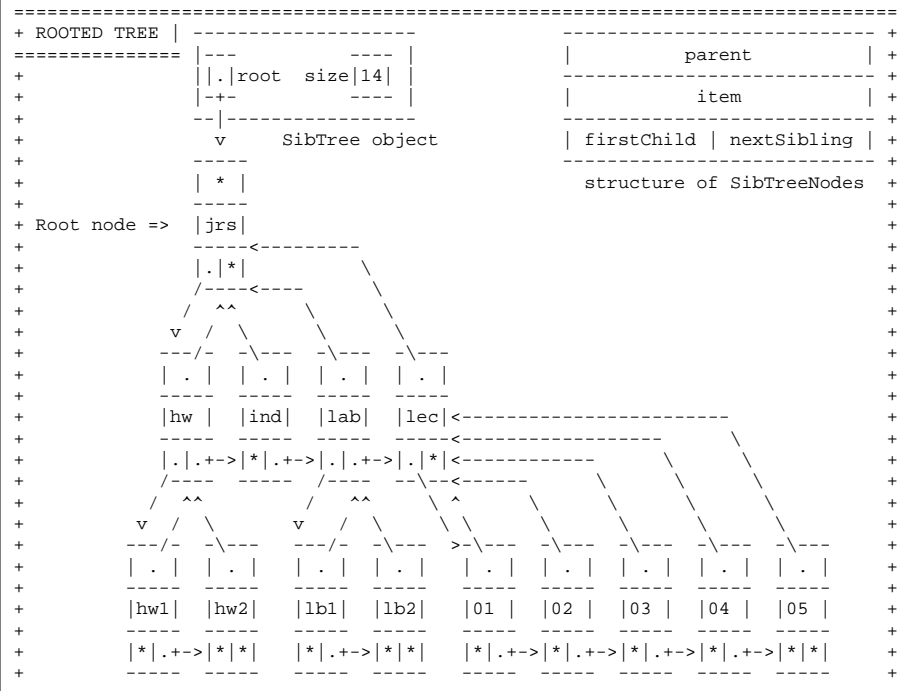 ===============================================================================
+ ROOTED TREE |  --------------------             ---------------------------- +
===============  |---          ---- |             |          parent          | +
+                ||.|root  size|14| |             ---------------------------- +
+                |-+-          ---- |             |           item           | +
+                --|-----------------             ---------------------------- +
+                  v     SibTree object           | firstChild | nextSibling | +
+                -----                            ---------------------------- +
+                | * |                              structure of SibTreeNodes  +
+                -----                                                         +
+ Root node =>   |jrs|                                                         +
+                -----<---------                                               +
+                |.|*|          \                                              +
+                /----<----      \                                             +
+               /  ^^      \      \                                            +
+              v  /  \      \      \                                           +
+             ---/-  -\---  -\---  -\---                                       +
+             | . |  | . |  | . |  | . |                                       +
+             -----  -----  -----  -----                                       +
+             |hw |  |ind|  |lab|  |lec|<------------------------              +
+             -----  -----  -----  -----<------------------      \             +
+             |.|.+->|*|.+->|.|.+->|.|*|<------------      \      \            +
+             /----  -----  /----  --\--<------      \      \      \           +
+            /  ^^         /   ^^      \ ^      \      \      \      \         +
+           v  /  \       v   /  \      \ \      \      \      \      \        +
+          ---/-  -\---  ---/-  -\---  >-\---  -\---  -\---  -\---  -\---      +
+          | . |  | . |   | . |  | . |   | . |  | . |  | . |  | . |  | . |     +
+          -----  -----   -----  -----   -----  -----  -----  -----  -----     +
+          |hw1|  |hw2|   |lb1|  |lb2|   |01 |  |02 |  |03 |  |04 |  |05 |     +
+          -----  -----   -----  -----   -----  -----  -----  -----  -----     +
+          |*|.+->|*|*|   |*|.+->|*|*|   |*|.+->|*|.+->|*|.+->|*|.+->|*|*|     +
+          -----  -----   -----  -----   -----  -----  -----  -----  -----     +